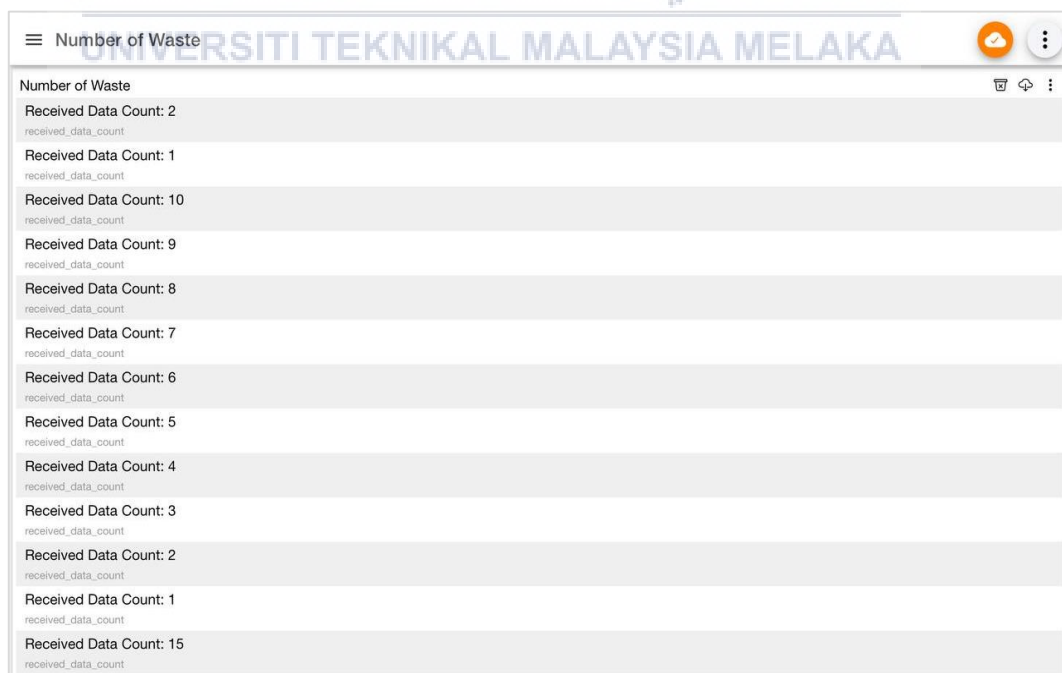 UNIVERSITI TEKNIKAL MALAYSIA MELAKA
Number of Waste
Number of Waste
Received Data Count: 2
received_data_count
Received Data Count: 1
received_data_count
Received Data Count: 10
received_data_count
Received Data Count: 9
received_data_count
Received Data Count: 8
received_data_count
Received Data Count: 7
received_data_count
Received Data Count: 6
received_data_count
Received Data Count: 5
received_data_count
Received Data Count: 4
received_data_count
Received Data Count: 3
received_data_count
Received Data Count: 2
received_data_count
Received Data Count: 1
received_data_count
Received Data Count: 15
received_data_count